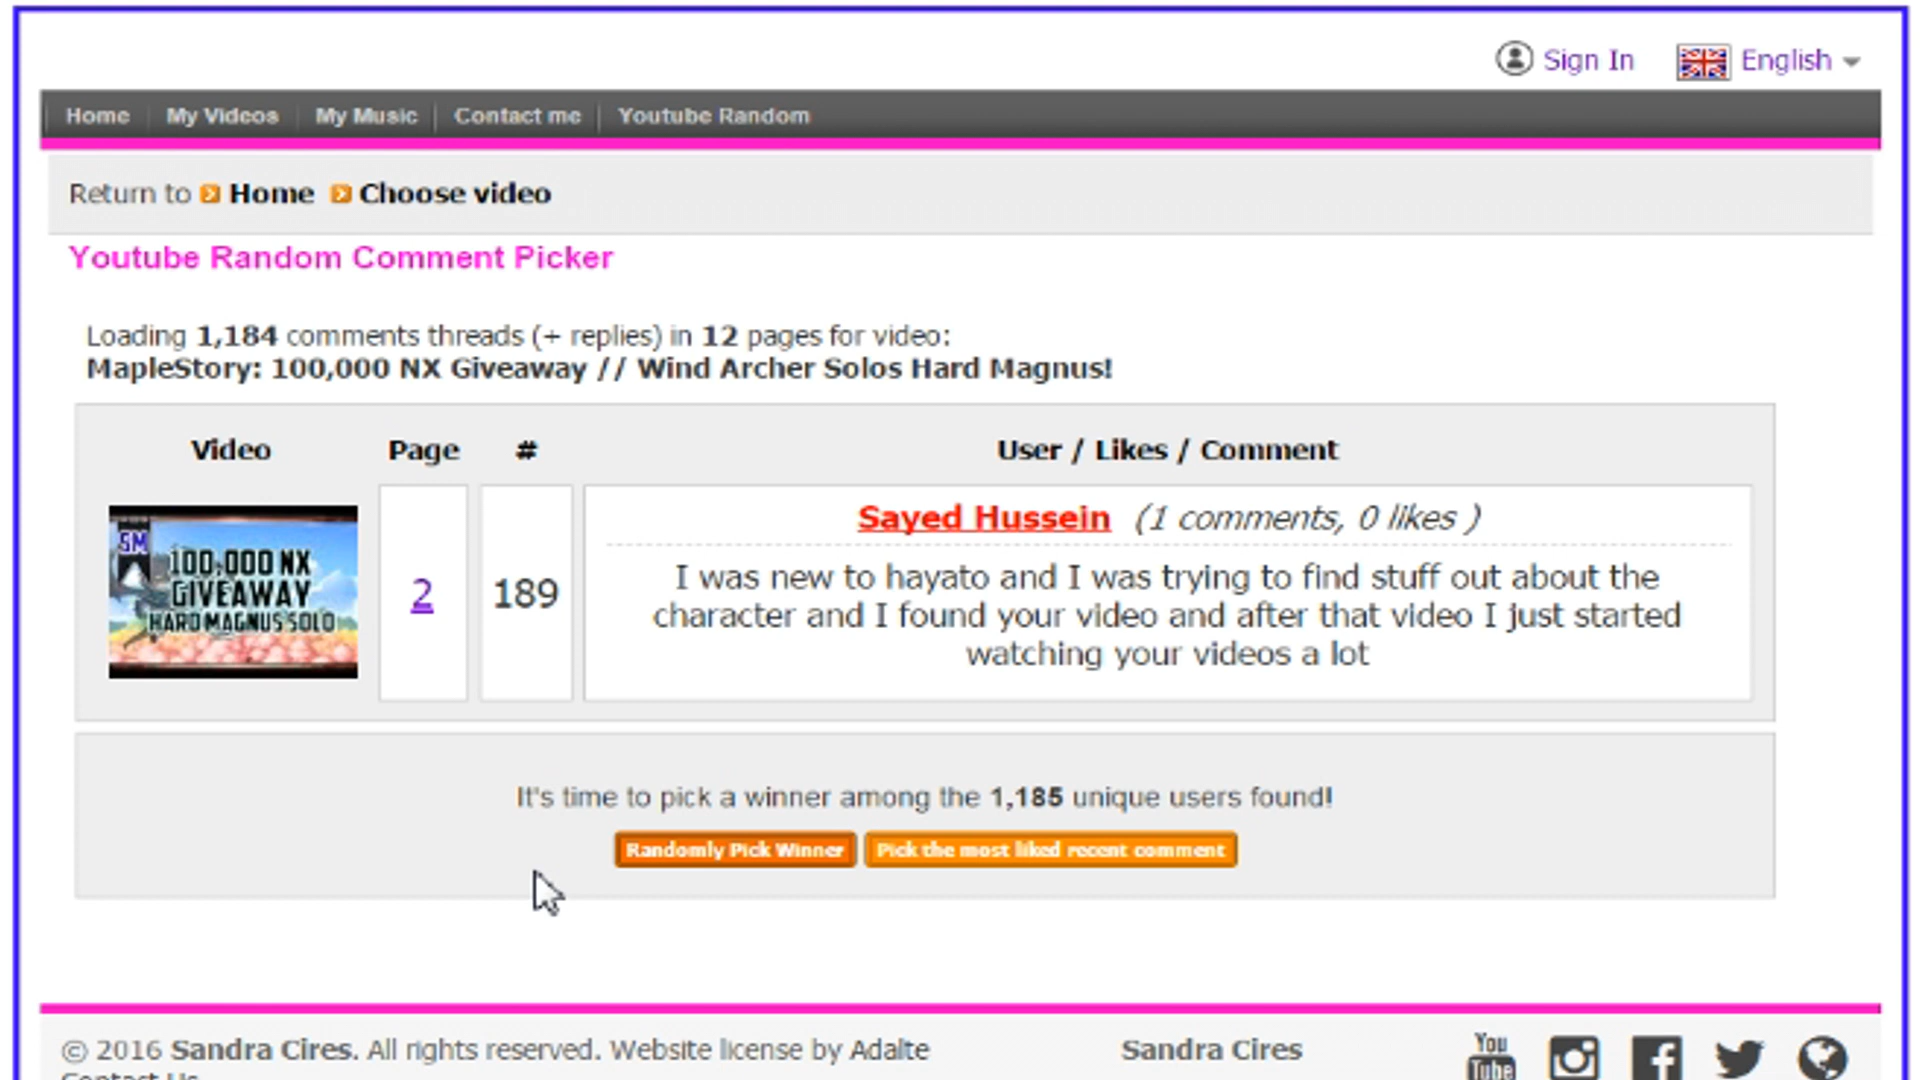 Sign In English
Home My Videos My Music Contact me Youtube Random
Return to Home Choose video
Youtube Random Comment Picker
Loading 1,184 comments threads (+ replies) in 12 pages for video:
MapleStory: 100,000 NX Giveaway // Wind Archer Solos Hard Magnus!
Video Page # User / Likes / Comment
SM
100,000 NX
GIVEAWAY
HARD MAGNUS SOLO
2
189
Sayed Hussein (1 comments, 0 likes )
I was new to hayato and I was trying to find stuff out about the
character and I found your video and after that video I just started
watching your videos a lot
It's time to pick a winner among the 1,185 unique users found!
Randomly Pick Winner Pick the most liked recent comment
© 2016 Sandra Cires. All rights reserved. Website license by Adalte
Contact Us
Sandra Cires
You
Tube